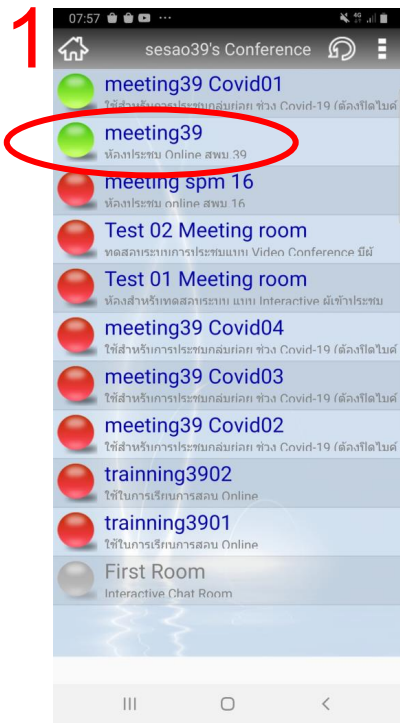 1
07:57
4G
sesao39's Conference
meeting39 Covid01
ใช้สำหรับการประชุมกลุ่มย่อย ช่วง Covid-19 (ต้องปิดไมค์
meeting39
ห้องประชุม Online สพม 39
meeting spm 16
ห้องประชุม online สพม 16
Test 02 Meeting room
ทดสอบระบบการประชุมแบบ Video Conference มีผู้
Test 01 Meeting room
ห้องสำหรับทดสอบระบบ แบบ Interactive ผู้เข้าประชุม
meeting39 Covid04
ใช้สำหรับการประชุมกลุ่มย่อย ช่วง Covid-19 (ต้องปิดไมค์
meeting39 Covid03
ใช้สำหรับการประชุมกลุ่มย่อย ช่วง Covid-19 (ต้องปิดไมค์
meeting39 Covid02
ใช้สำหรับการประชุมกลุ่มย่อย ช่วง Covid-19 (ต้องปิดไมค์
trainning3902
ใช้ในการเรียนการสอน Online
trainning3901
ใช้ในการเรียนการสอน Online
First Room
Interactive Chat Room